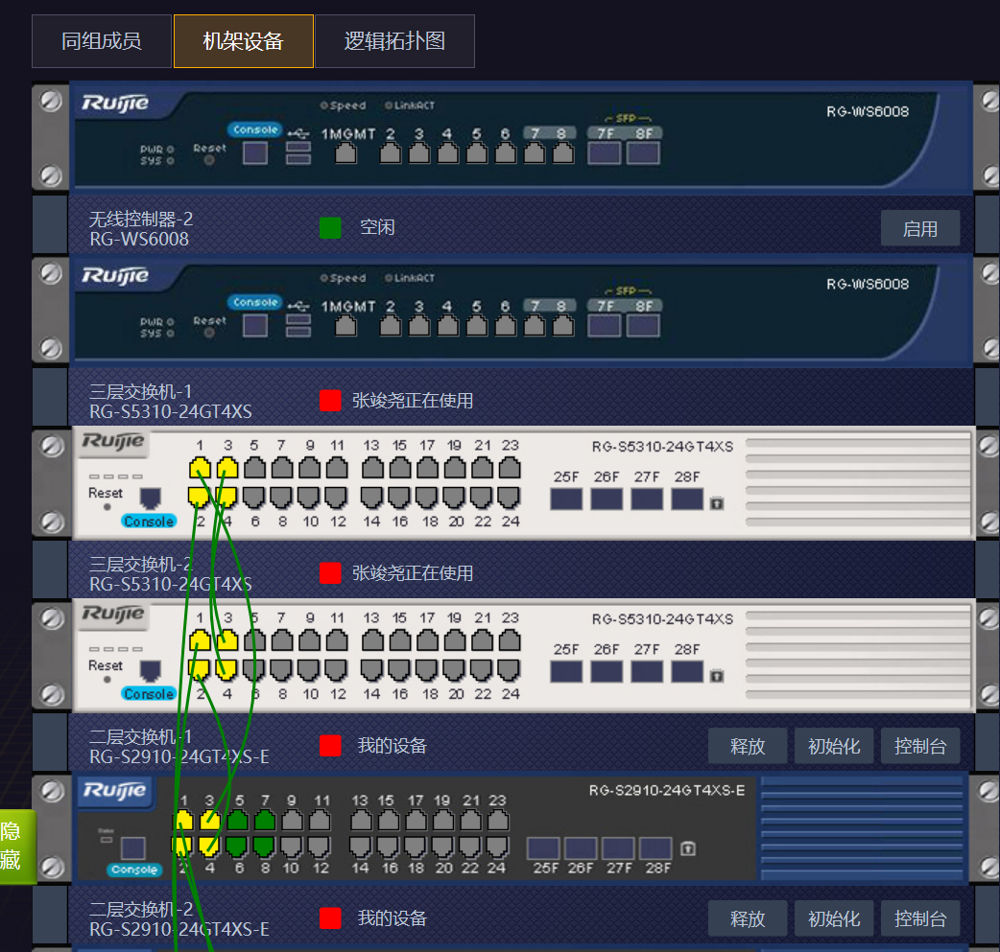 同组成员 机架设备 逻辑拓扑图
Ruijie Speed LinkACT RG-WS6008
SFP
Console 1MGMT 2 3 4 5 6 7 8 7F 8F
PWR Reset
SYS
无线控制器-2
RG-WS6008 空闲 启用
Ruijie Speed LinkACT RG-WS6008
SFP
Console 1MGMT 2 3 4 5 6 7 8 7F 8F
PWR Reset
SYS
三层交换机-1
RG-S5310-24GT4XS 张竣尧正在使用
Ruijie 1 3 5 7 9 11 13 15 17 19 21 23 RG-S5310-24GT4XS
25F 26F 27F 28F
Reset
Console 2 4 6 8 10 12 14 16 18 20 22 24
三层交换机-2
RG-S5310-24GT4XS 张竣尧正在使用
Ruijie 1 3 5 7 9 11 13 15 17 19 21 23 RG-S5310-24GT4XS
25F 26F 27F 28F
Reset
Console 2 4 6 8 10 12 14 16 18 20 22 24
二层交换机-1
RG-S2910-24GT4XS-E 我的设备 释放 初始化 控制台
Ruijie RG-S2910-24GT4XS-E
1 3 5 7 9 11 13 15 17 19 21 23
隐
藏
Console 2 4 6 8 10 12 14 16 18 20 22 24 25F 26F 27F 28F
二层交换机-2
RG-S2910-24GT4XS-E 我的设备 释放 初始化 控制台